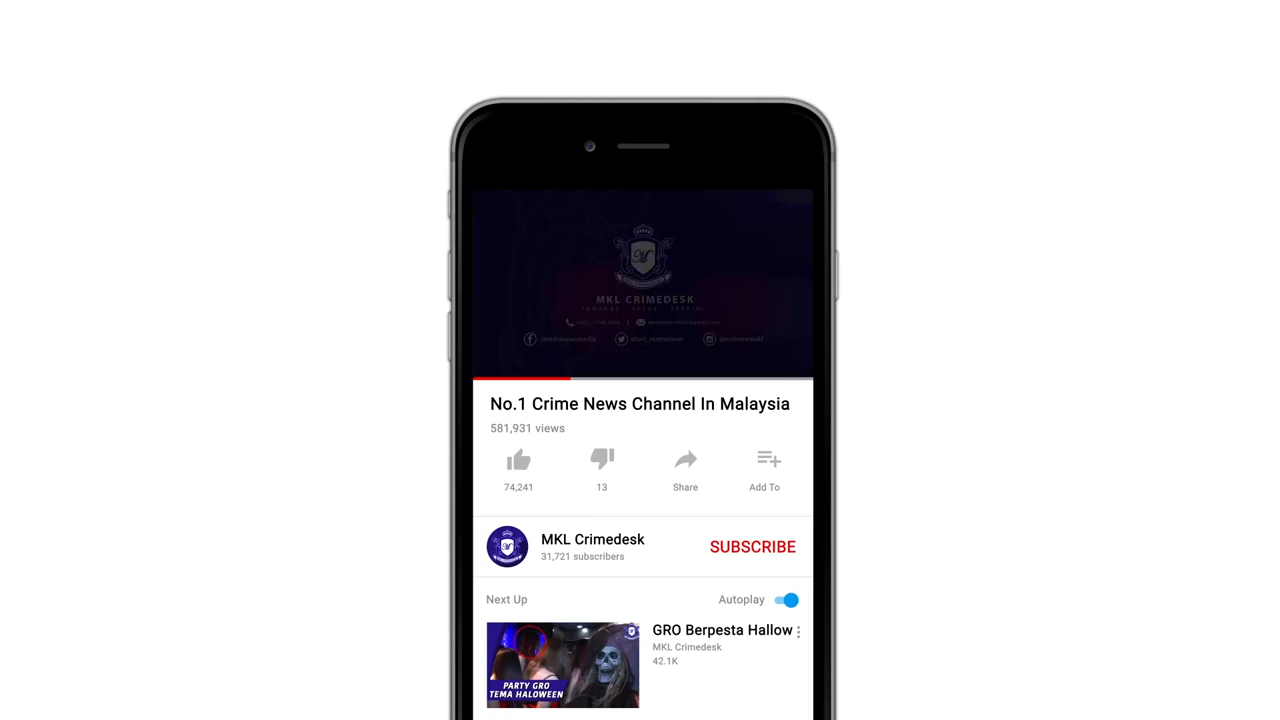 M
MKL CRIMEDESK
No.1 Crime News Channel In Malaysia
581,931 views
74,241
13
Share
Add To
MKL Crimedesk
31,721 subscribers
SUBSCRIBE
Next Up
Autoplay
GRO Berpesta Hallow
MKL Crimedesk
42.1K
PARTY GRO
TEMA HALOWEEN